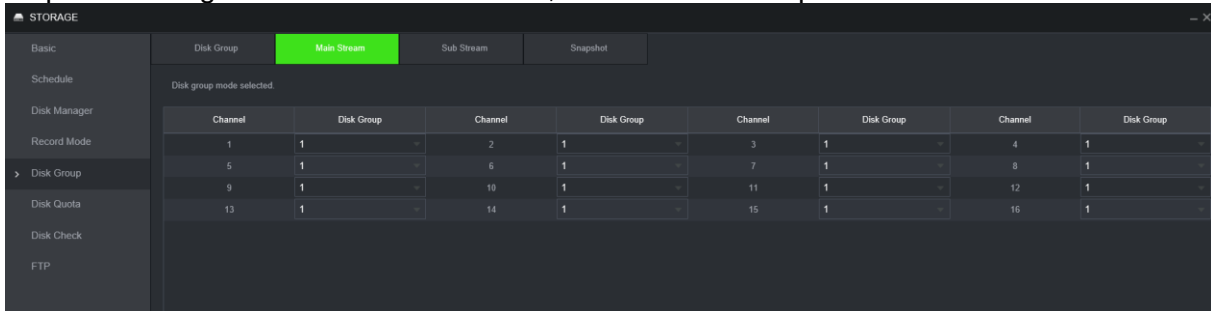 STORAGE
Basic
Schedule
Disk Manager
Record Mode
Disk Group
Disk Quota
Disk Check
FTP
Disk Group Main Stream Sub Stream Snapshot
Disk group mode selected.
Channel Disk Group Channel Disk Group Channel Disk Group Channel Disk Group
1 1 2 1 3 1 4 1
5 1 6 1 7 1 8 1
9 1 10 1 11 1 12 1
13 1 14 1 15 1 16 1